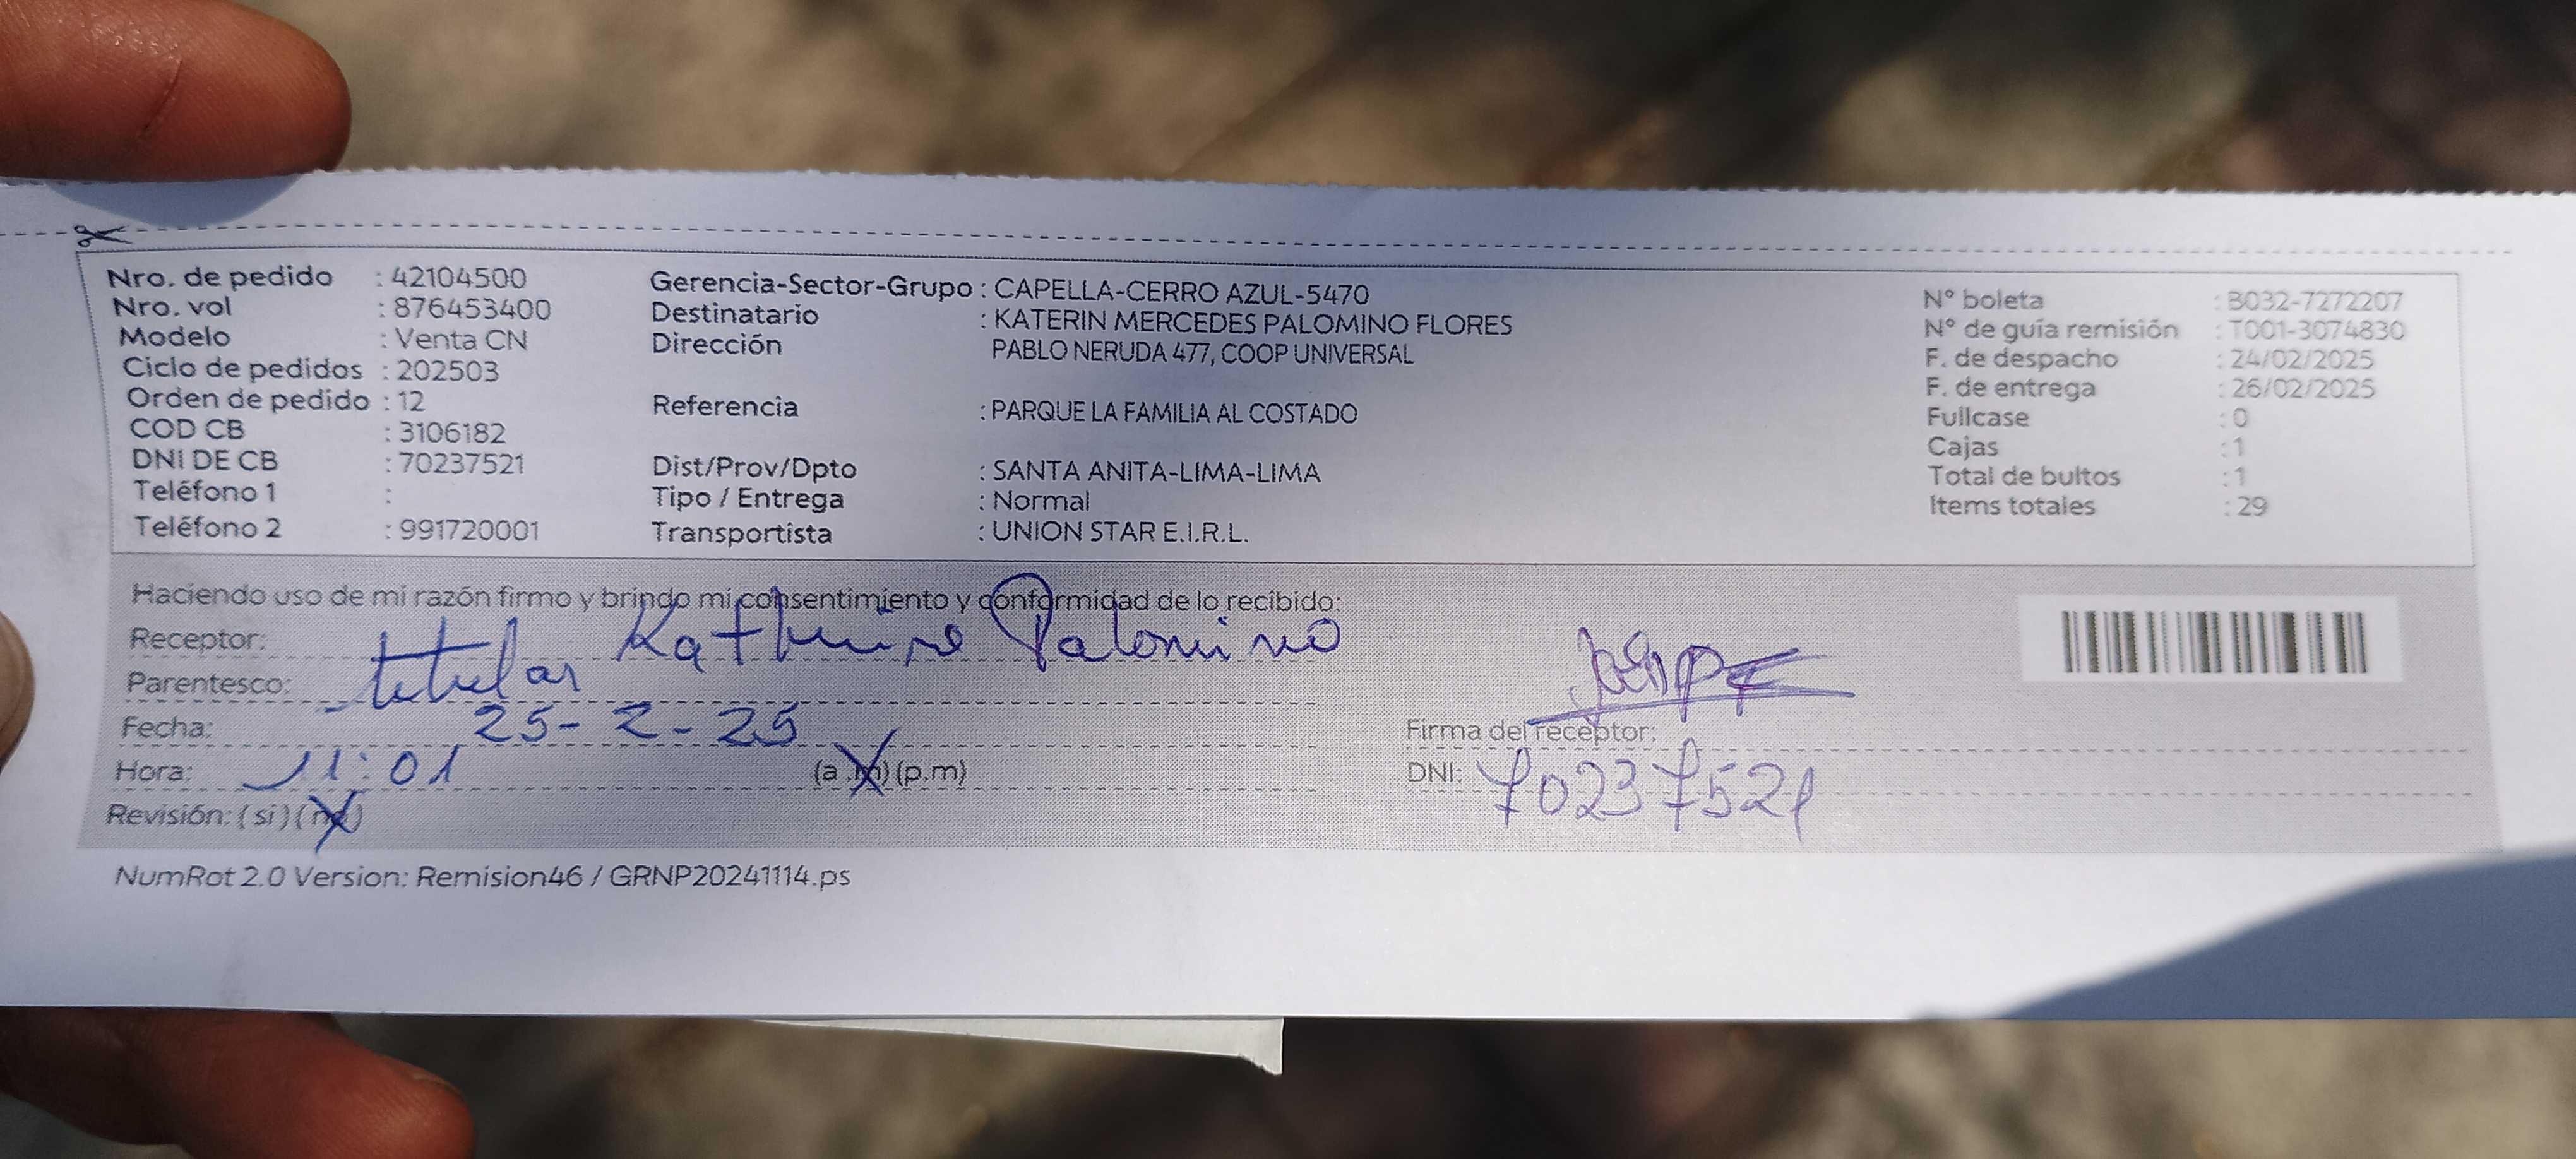 Nro. de pedido : 42104500
Nro. vol : 876453400
Modelo : Venta CN
Ciclo de pedidos : 202503
Orden de pedido : 12
COD CB : 3106182
DNI DE CB : 70237521
Teléfono 1 :
Teléfono 2 : 991720001
Gerencia-Sector-Grupo : CAPELLA-CERRO AZUL-5470
Destinatario : KATERIN MERCEDES PALOMINO FLORES
Dirección PABLO NERUDA 477, COOP UNIVERSAL
Referencia : PARQUE LA FAMILIA AL COSTADO
Dist/Prov/Dpto : SANTA ANITA-LIMA-LIMA
Tipo / Entrega : Normal
Transportista : UNION STAR E.I.R.L.
N° boleta : B032-7272207
N° de guía remisión : T001-3074830
F. de despacho : 24/02/2025
F. de entrega : 26/02/2025
Fullcase : 0
Cajas : 1
Total de bultos : 1
Items totales : 29
Haciendo uso de mi razón firmo y brindo mi consentimiento y conformidad de lo recibido:
Receptor: Katherine Palomino
Parentesco: titular
Fecha: 25-2-25
Hora: 11:01 (a.m) (p.m)
Revisión: (si) (no)
Firma del receptor:
DNI: 70237521
NumRot 2.0 Version: Remision46 / GRNP20241114.ps